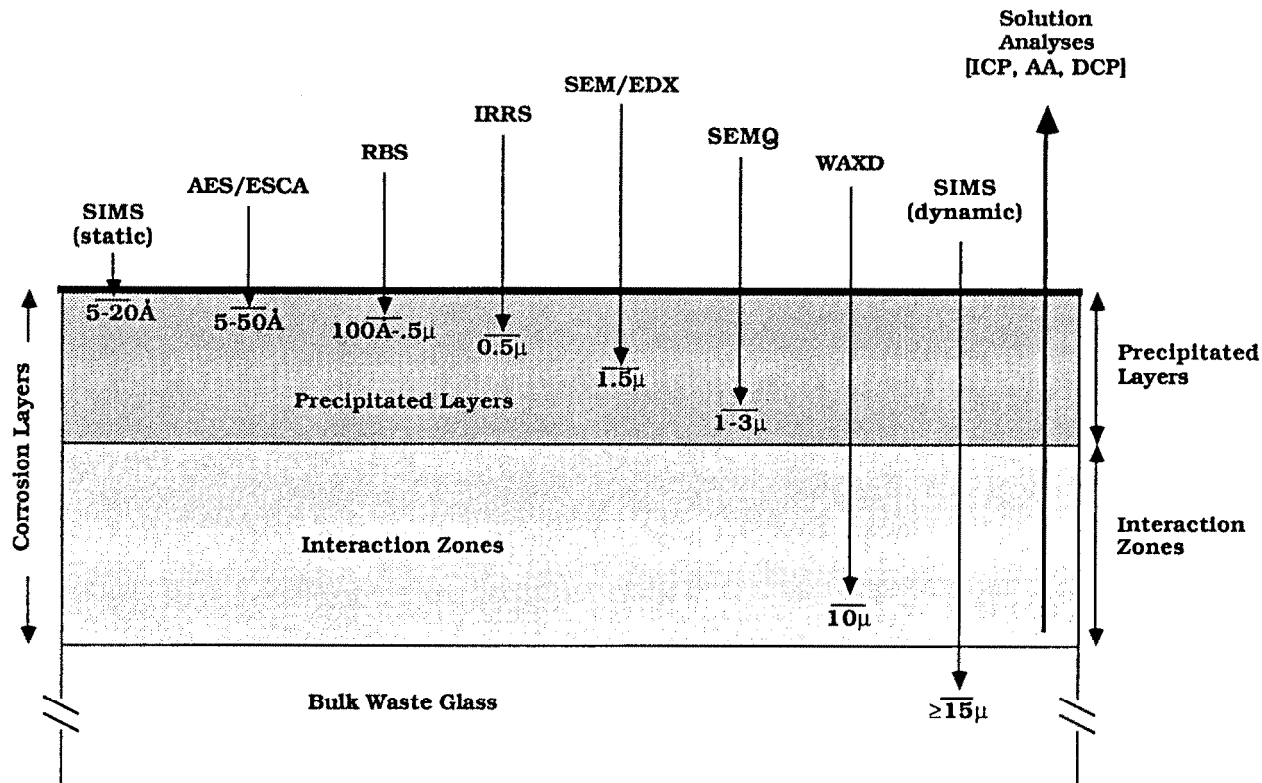 Solution
Analyses
[ICP, AA, DCP]
SEM/EDX
IRRS
SEMQ
RBS
WAXD
AES/ESCA
SIMS
(dynamic)
SIMS
(static)
5-20Å
5-50Å
100Å-.5μ
0.5μ
1.5μ
1-3μ
Precipitated Layers
Precipitated
Layers
Corrosion Layers
Interaction Zones
Interaction
Zones
10μ
Bulk Waste Glass
≥15μ